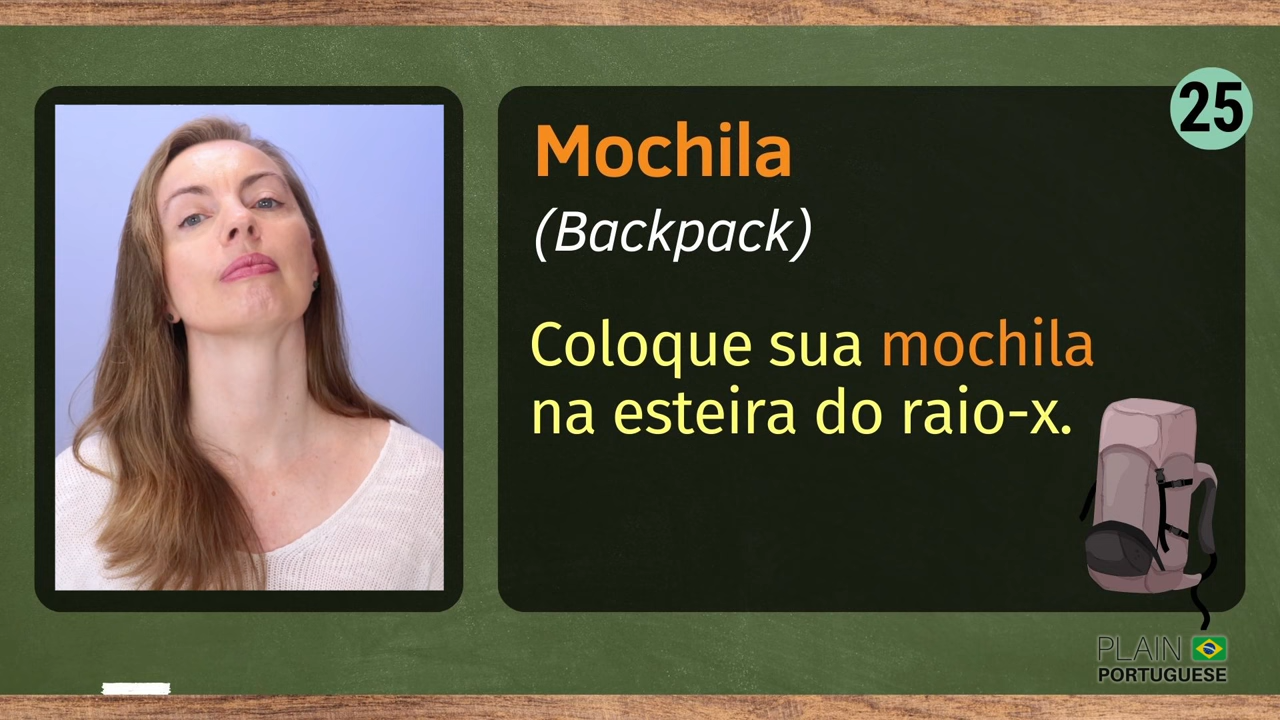 25
Mochila
(Backpack)
Coloque sua mochila
na esteira do raio-x.
PLAIN
PORTUGUESE